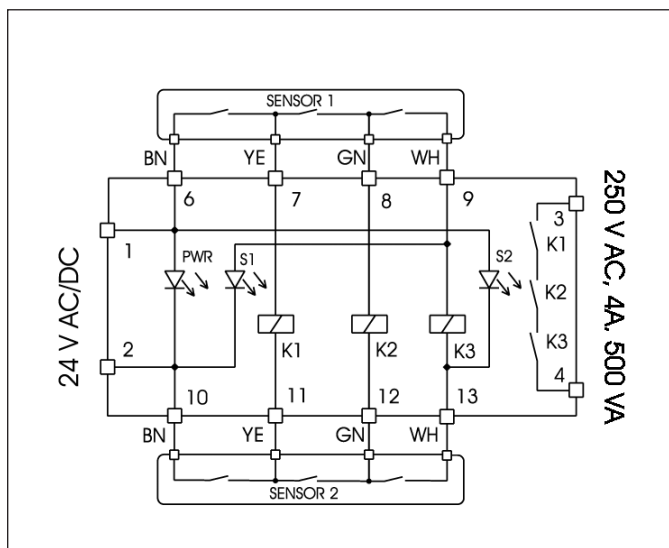 SENSOR 1
BN YE GN WH
6 7 8 9
1
3
PWR S1 S2
K1
K2
K3
24 V AC/DC
250 V AC, 4A. 500 VA
K1 K2 K3
2
4
10 11 12 13
BN YE GN WH
SENSOR 2